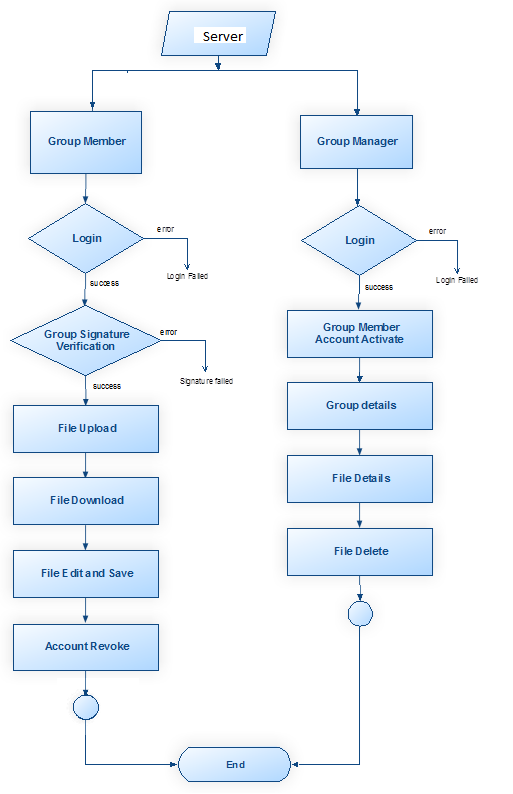 Server
Group Member
Group Manager
Login
error
Login Failed
success
Login
error
Login Failed
success
Group Signature
Verification
error
Signature failed
success
Group Member
Account Activate
File Upload
Group details
File Download
File Details
File Edit and Save
File Delete
Account Revoke
End